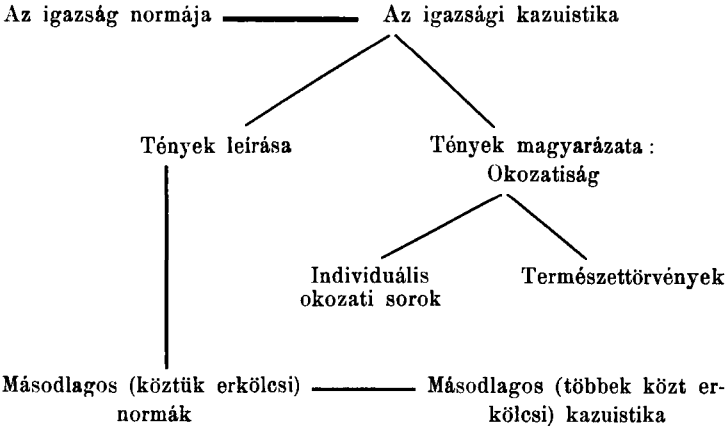 Az igazság normája Az igazsági kazuistika
Tények leírása
Tények magyarázata :
Okozatiság
Individuális
okozati sorok
Természettörvények
Másodlagos (köztük erkölcsi)
normák
Másodlagos (többek közt er-
kölcsi) kazuistika